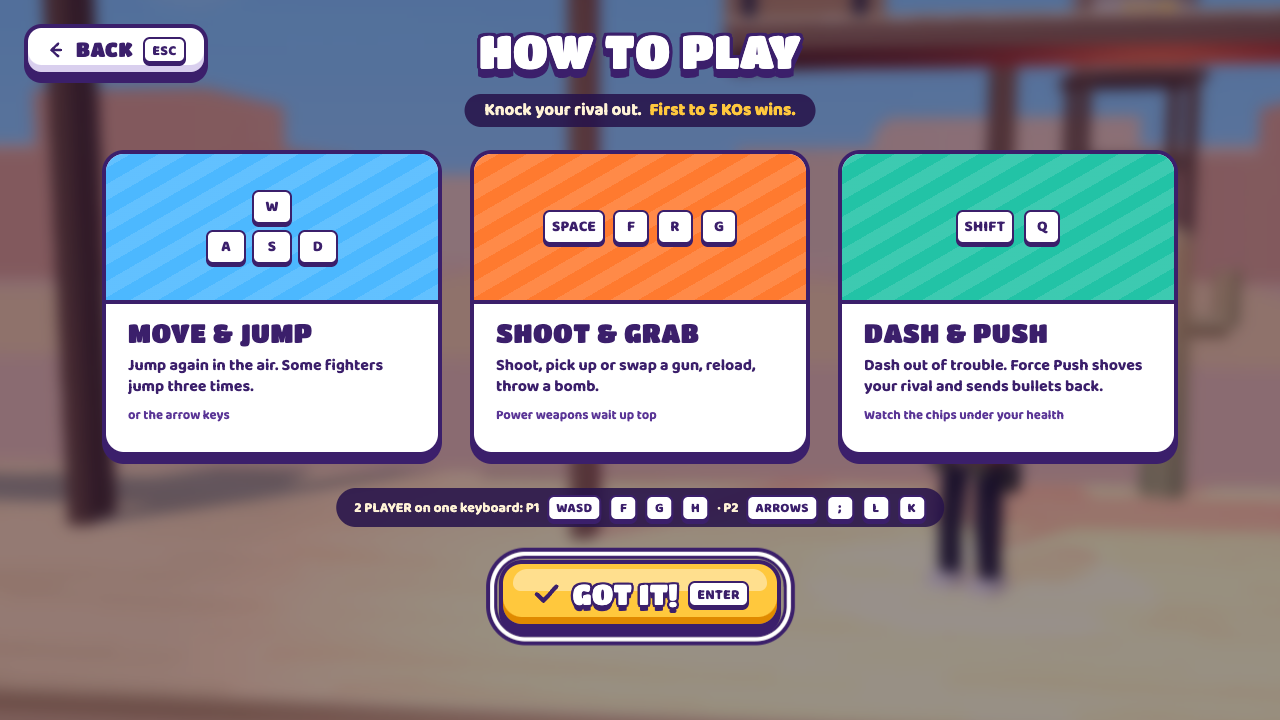 BACK ESC
HOW TO PLAY
Knock your rival out. First to 5 KOs wins.
W
A S D
MOVE & JUMP
Jump again in the air. Some fighters
jump three times.
or the arrow keys
SPACE F R G
SHOOT & GRAB
Shoot, pick up or swap a gun, reload,
throw a bomb.
Power weapons wait up top
SHIFT Q
DASH & PUSH
Dash out of trouble. Force Push shoves
your rival and sends bullets back.
Watch the chips under your health
2 PLAYER on one keyboard: P1 WASD F G H · P2 ARROWS ; L K
GOT IT! ENTER